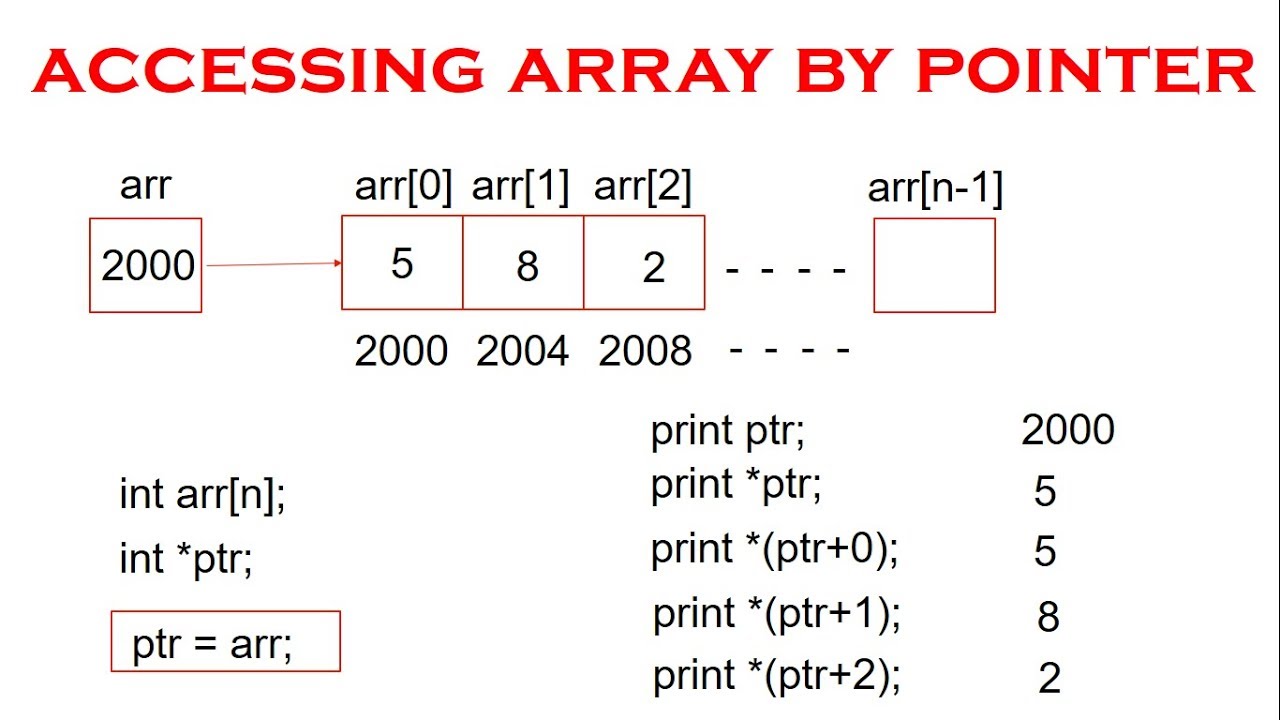 ACCESSING ARRAY BY POINTER
arr arr[0] arr[1] arr[2] arr[n-1]
2000 5 8 2 - - - -
2000 2004 2008 - - - -
print ptr; 2000
print *ptr; 5
int arr[n];
print *(ptr+0); 5
int *ptr;
print *(ptr+1); 8
ptr = arr;
print *(ptr+2); 2